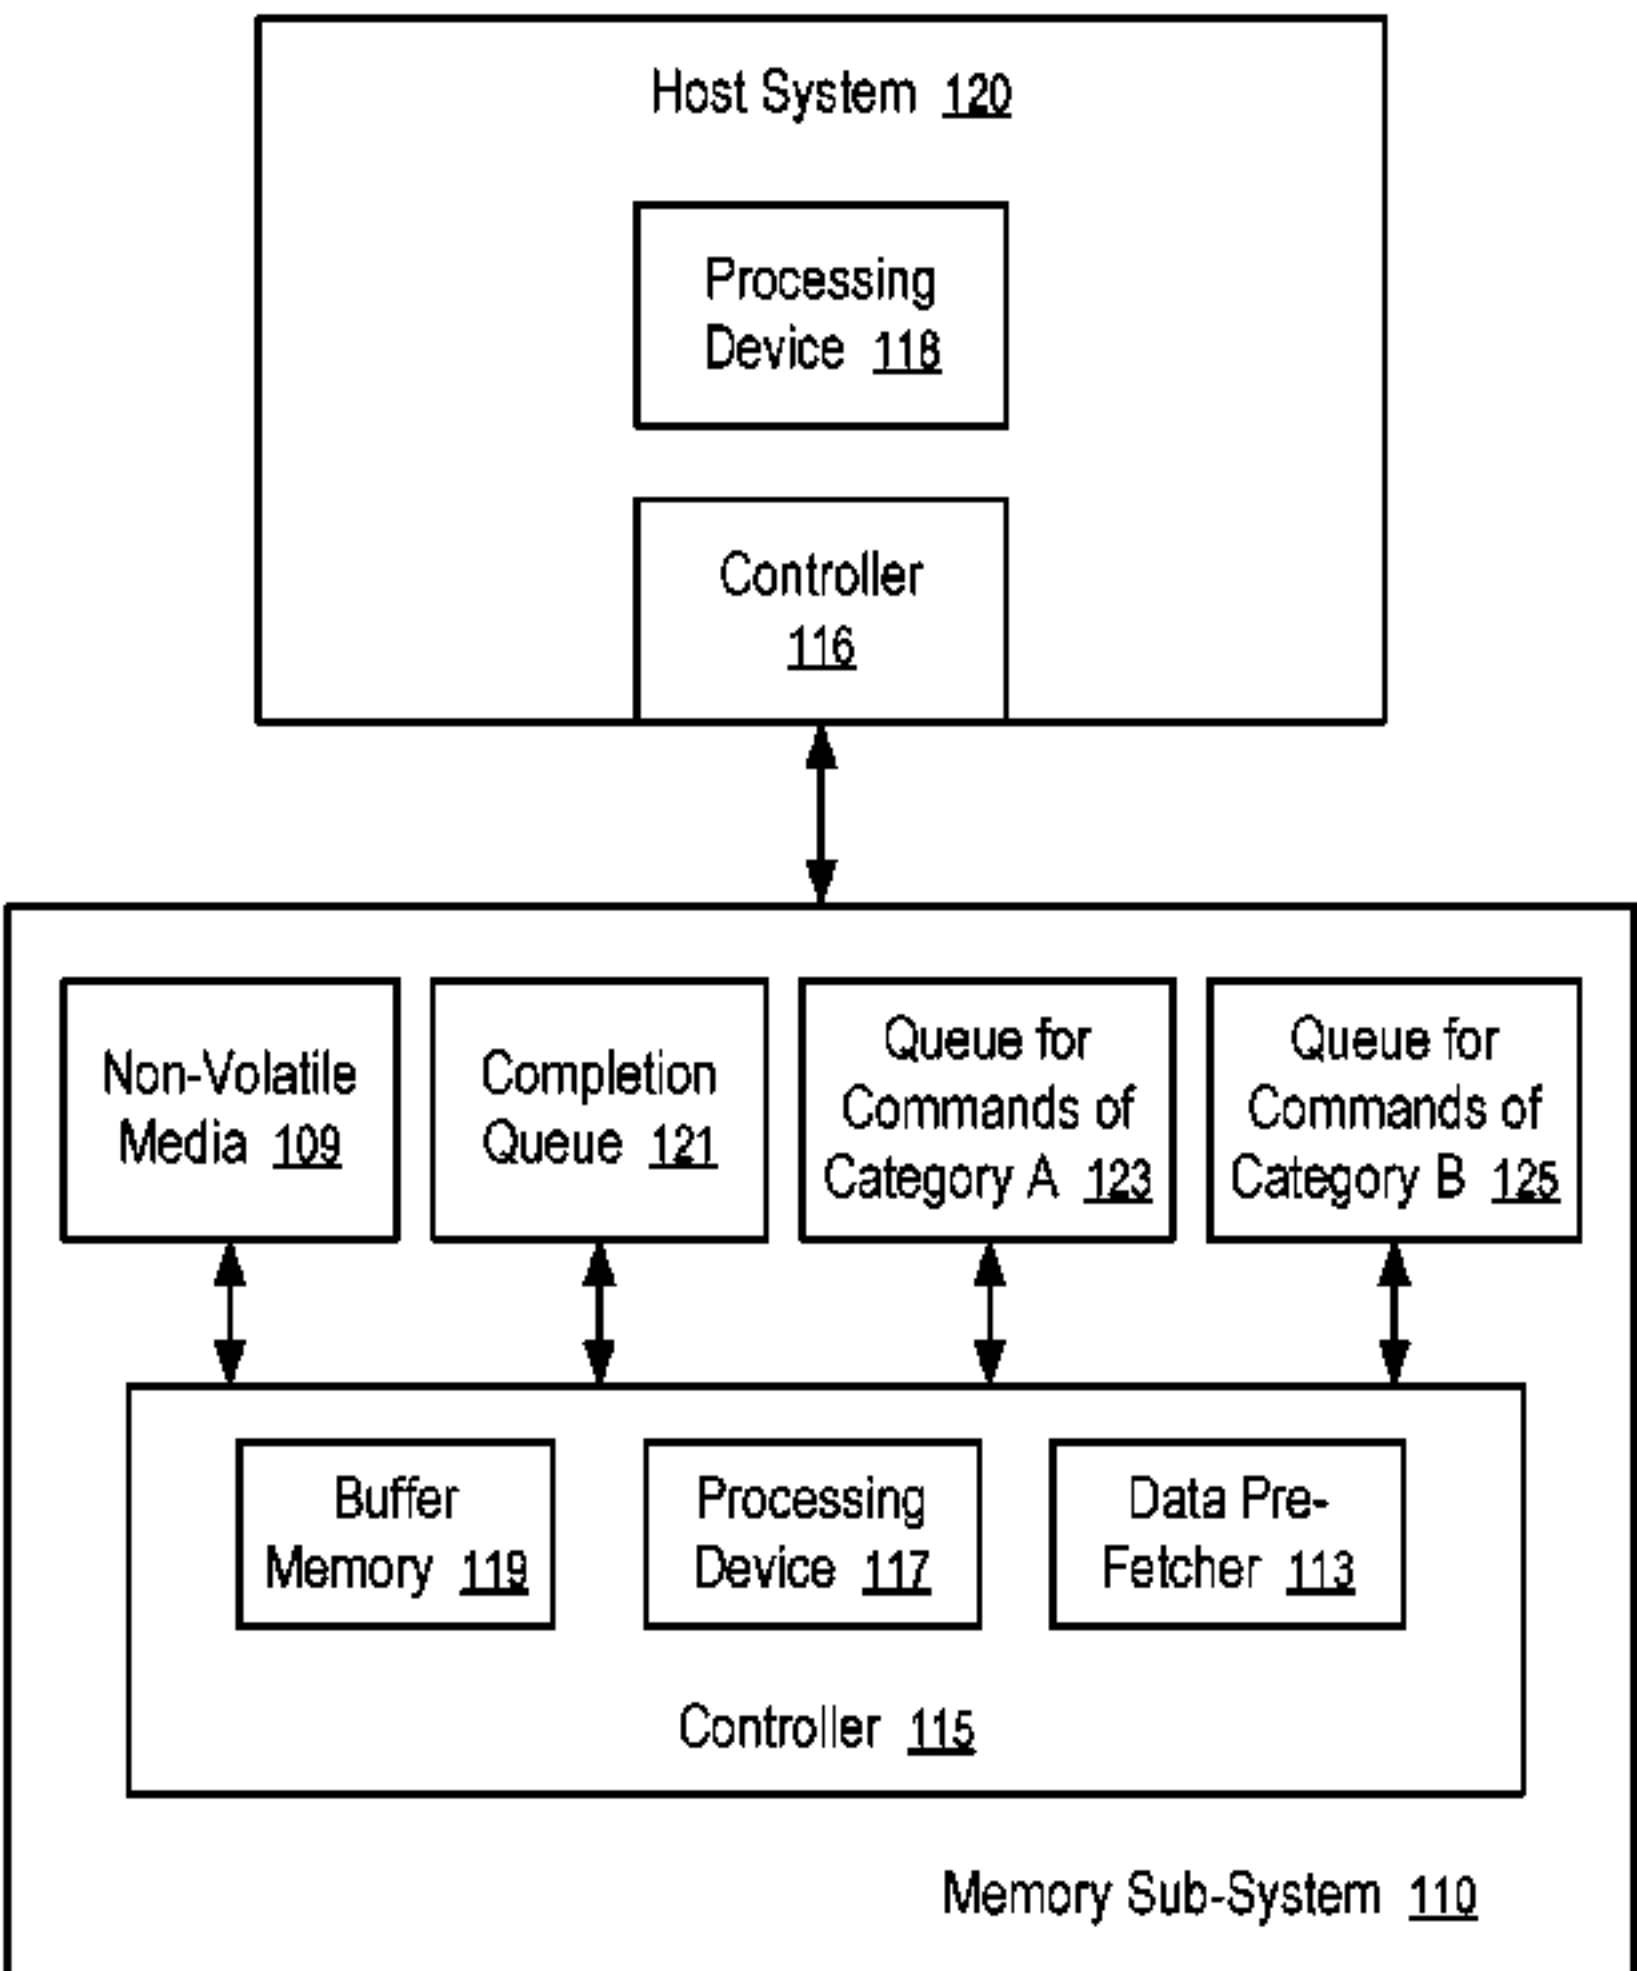 Host System 120
Processing
Device 118
Controller
116
Non-Volatile
Media 109
Completion
Queue 121
Queue for
Commands of
Category A 123
Queue for
Commands of
Category B 125
Buffer
Memory 119
Processing
Device 117
Data Pre-
Fetcher 113
Controller 115
Memory Sub-System 110